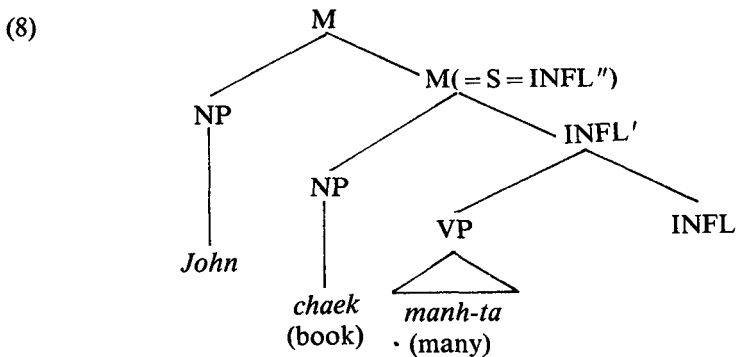 (8)
M
M(=S=INFL″)
NP
INFL′
NP
VP
INFL
John
chaek
manh-ta
(book)
(many)